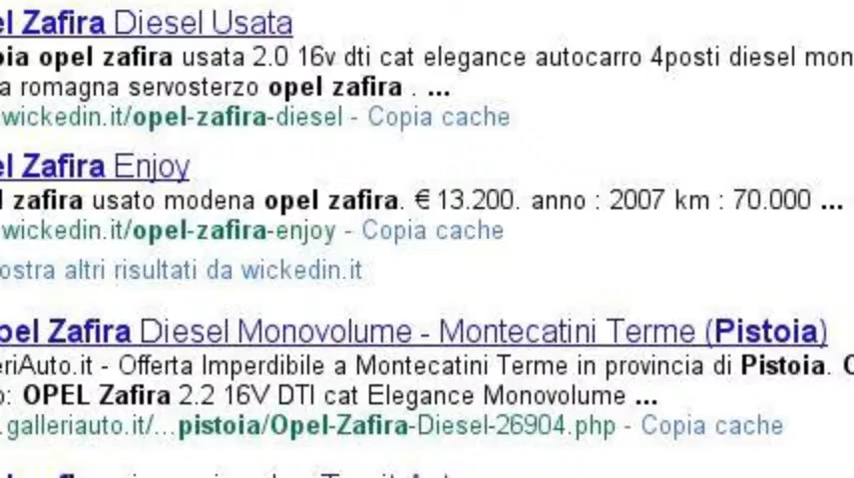 el Zafira Diesel Usata
oia opel zafira usata 2.0 16v dti cat elegance autocarro 4posti diesel mon
a romagna servosterzo opel zafira . ...
wickedin.it/opel-zafira-diesel - Copia cache
el Zafira Enjoy
l zafira usato modena opel zafira. € 13.200. anno : 2007 km : 70.000 ...
wickedin.it/opel-zafira-enjoy - Copia cache
ostra altri risultati da wickedin.it
pel Zafira Diesel Monovolume - Montecatini Terme (Pistoia)
eriAuto.it - Offerta Imperdibile a Montecatini Terme in provincia di Pistoia.
o: OPEL Zafira 2.2 16V DTI cat Elegance Monovolume ...
.galleriauto.it/...pistoia/Opel-Zafira-Diesel-26904.php - Copia cache